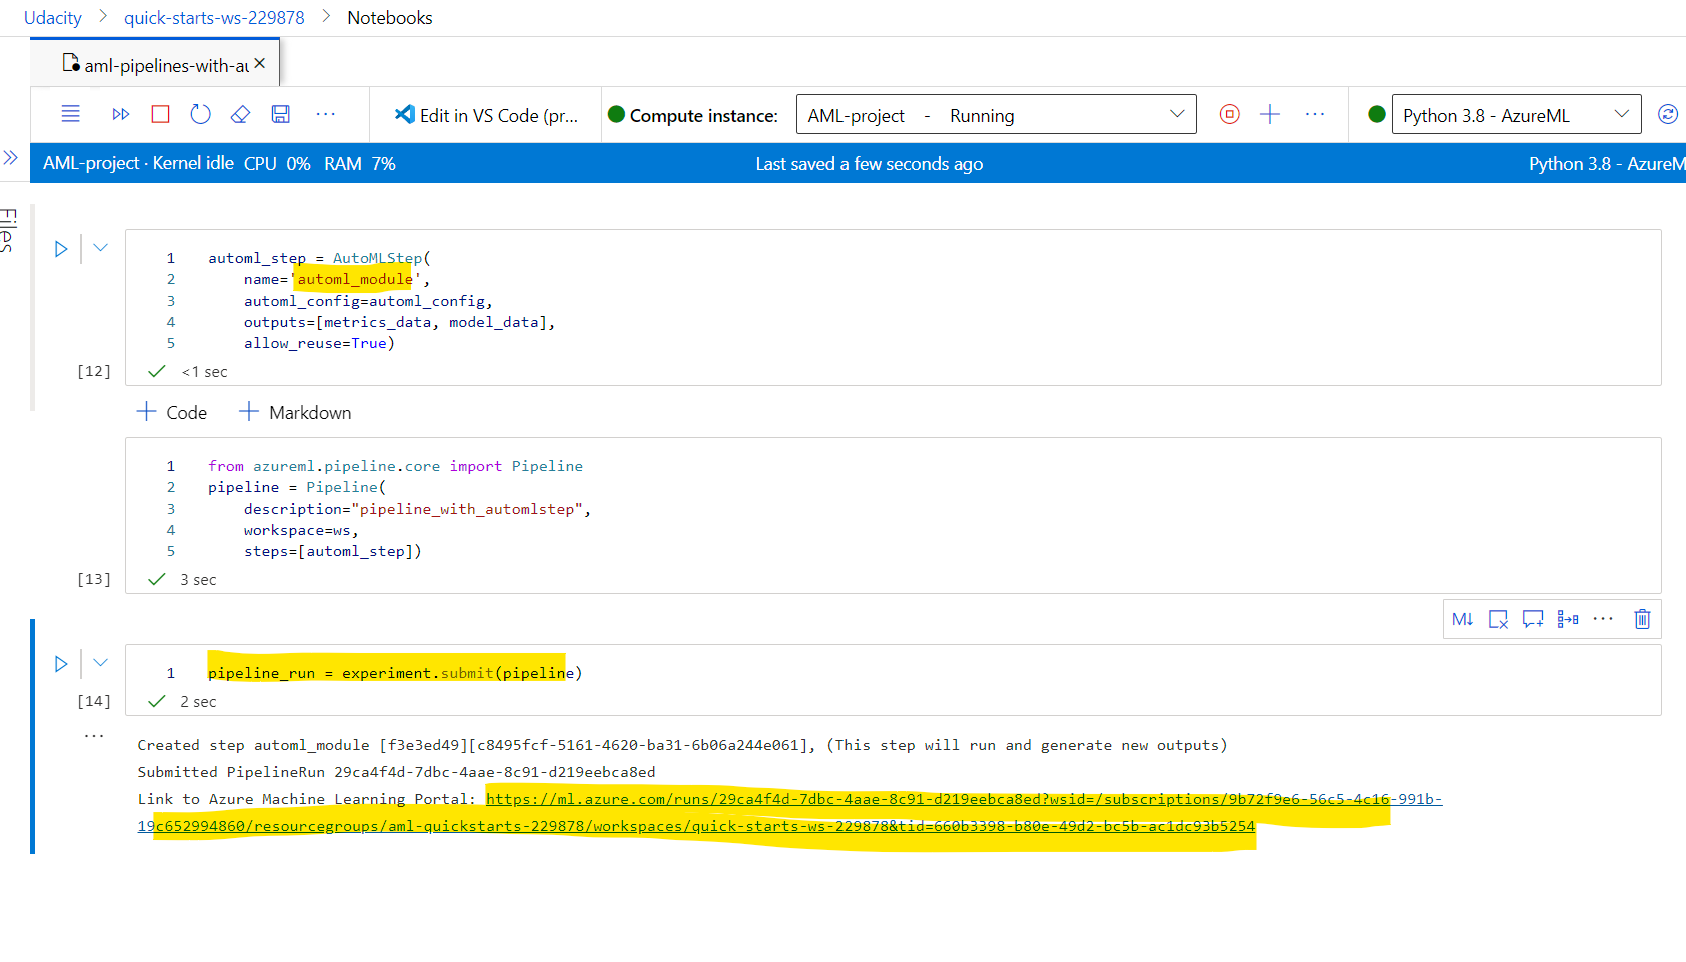 Udacity > quick-starts-ws-229878 > Notebooks
aml-pipelines-with-au ×
Edit in VS Code (pr... Compute instance: AML-project - Running Python 3.8 - AzureML
AML-project · Kernel idle CPU 0% RAM 7% Last saved a few seconds ago Python 3.8 - AzureM
Files
1 automl_step = AutoMLStep(
2 name='automl_module',
3 automl_config=automl_config,
4 outputs=[metrics_data, model_data],
5 allow_reuse=True)
[12] <1 sec
+ Code + Markdown
1 from azureml.pipeline.core import Pipeline
2 pipeline = Pipeline(
3 description="pipeline_with_automlstep",
4 workspace=ws,
5 steps=[automl_step])
[13] 3 sec
M↓
1 pipeline_run = experiment.submit(pipeline)
[14] 2 sec
Created step automl_module [f3e3ed49][c8495fcf-5161-4620-ba31-6b06a244e061], (This step will run and generate new outputs)
Submitted PipelineRun 29ca4f4d-7dbc-4aae-8c91-d219eebca8ed
Link to Azure Machine Learning Portal: https://ml.azure.com/runs/29ca4f4d-7dbc-4aae-8c91-d219eebca8ed?wsid=/subscriptions/9b72f9e6-56c5-4c16-991b-
19c652994860/resourcegroups/aml-quickstarts-229878/workspaces/quick-starts-ws-229878&tid=660b3398-b80e-49d2-bc5b-ac1dc93b5254